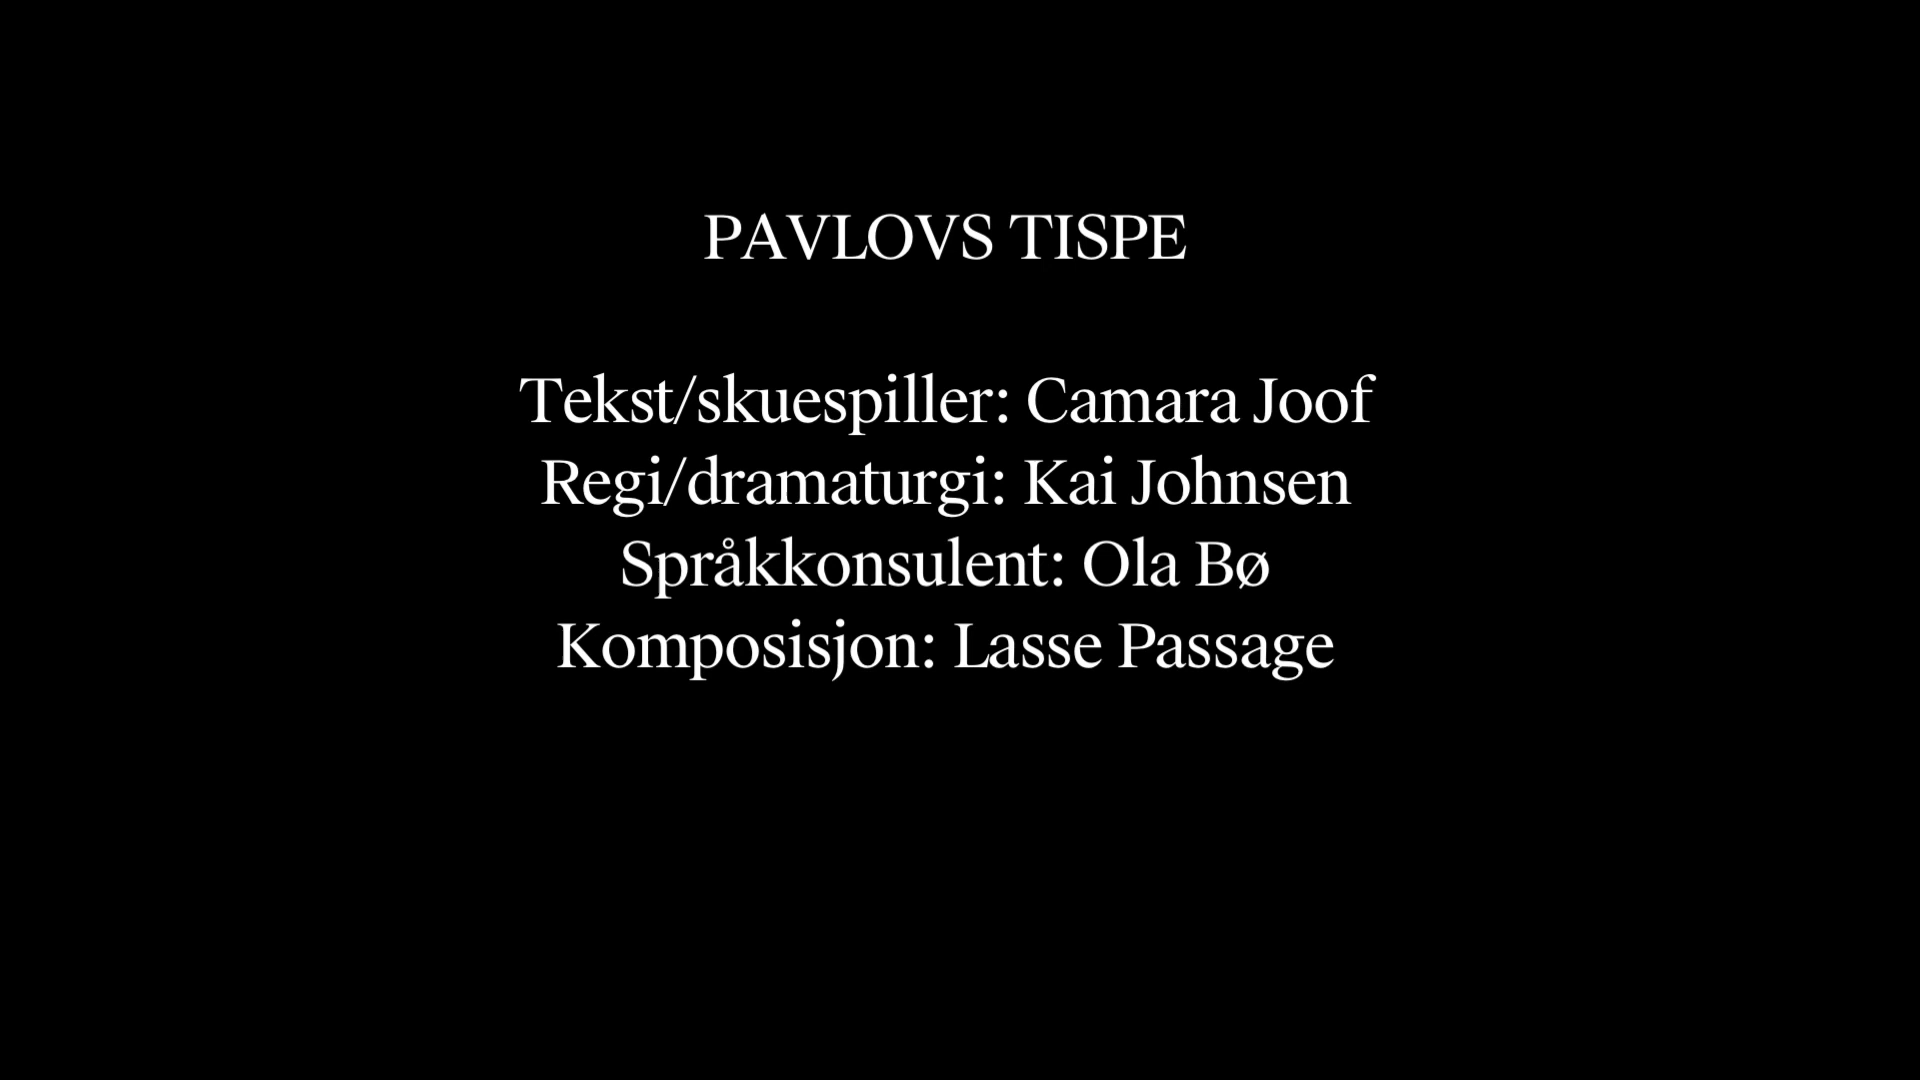 PAVLOVS TISPE
Tekst/skuespiller: Camara Joof
Regi/dramaturgi: Kai Johnsen
Språkkonsulent: Ola Bø
Komposisjon: Lasse Passage